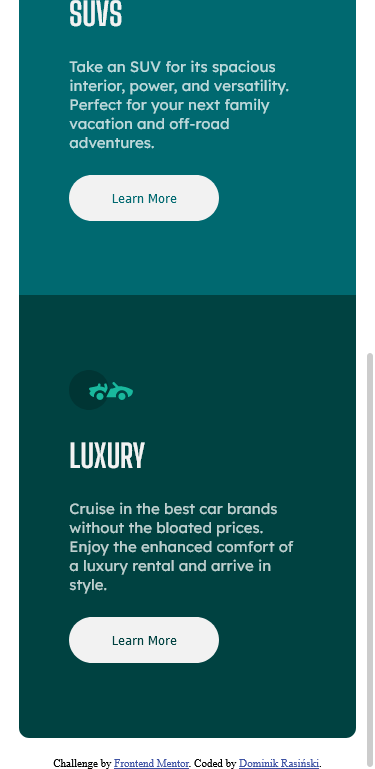 SUVS
Take an SUV for its spacious
interior, power, and versatility.
Perfect for your next family
vacation and off-road
adventures.
Learn More
LUXURY
Cruise in the best car brands
without the bloated prices.
Enjoy the enhanced comfort of
a luxury rental and arrive in
style.
Learn More
Challenge by Frontend Mentor. Coded by Dominik Rasiński.